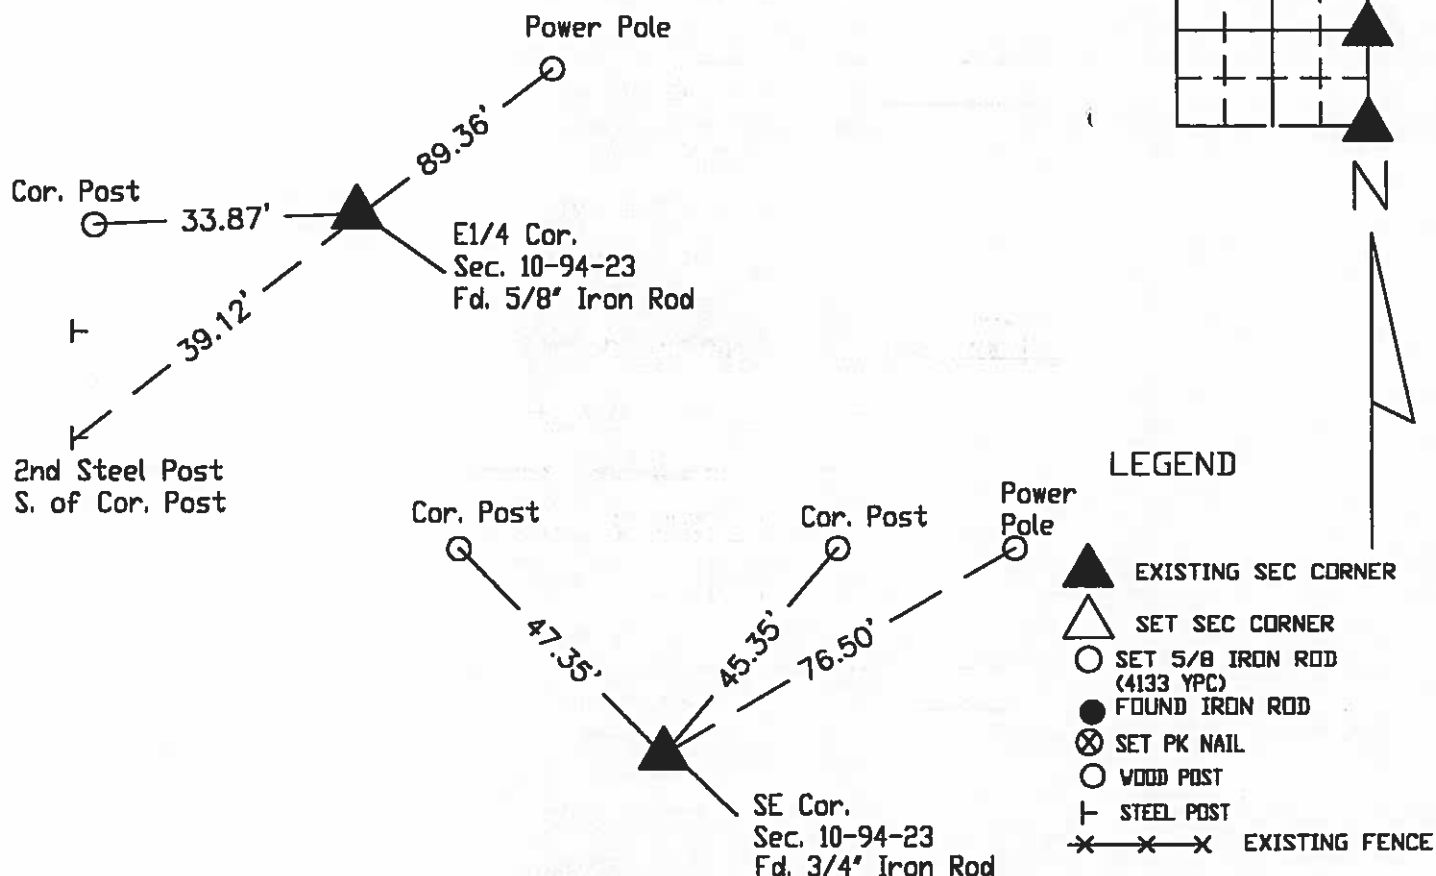 Power Pole
89.36'
Cor. Post
33.87'
E1/4 Cor.
Sec. 10-94-23
Fd. 5/8" Iron Rod
39.12'
2nd Steel Post
S. of Cor. Post
N
Cor. Post
Cor. Post
Power
Pole
47.35'
45.35'
76.50'
SE Cor.
Sec. 10-94-23
Fd. 3/4" Iron Rod
LEGEND
EXISTING SEC CORNER
SET SEC CORNER
SET 5/8 IRON ROD
(4133 YPC)
FOUND IRON ROD
SET PK NAIL
WOOD POST
STEEL POST
EXISTING FENCE